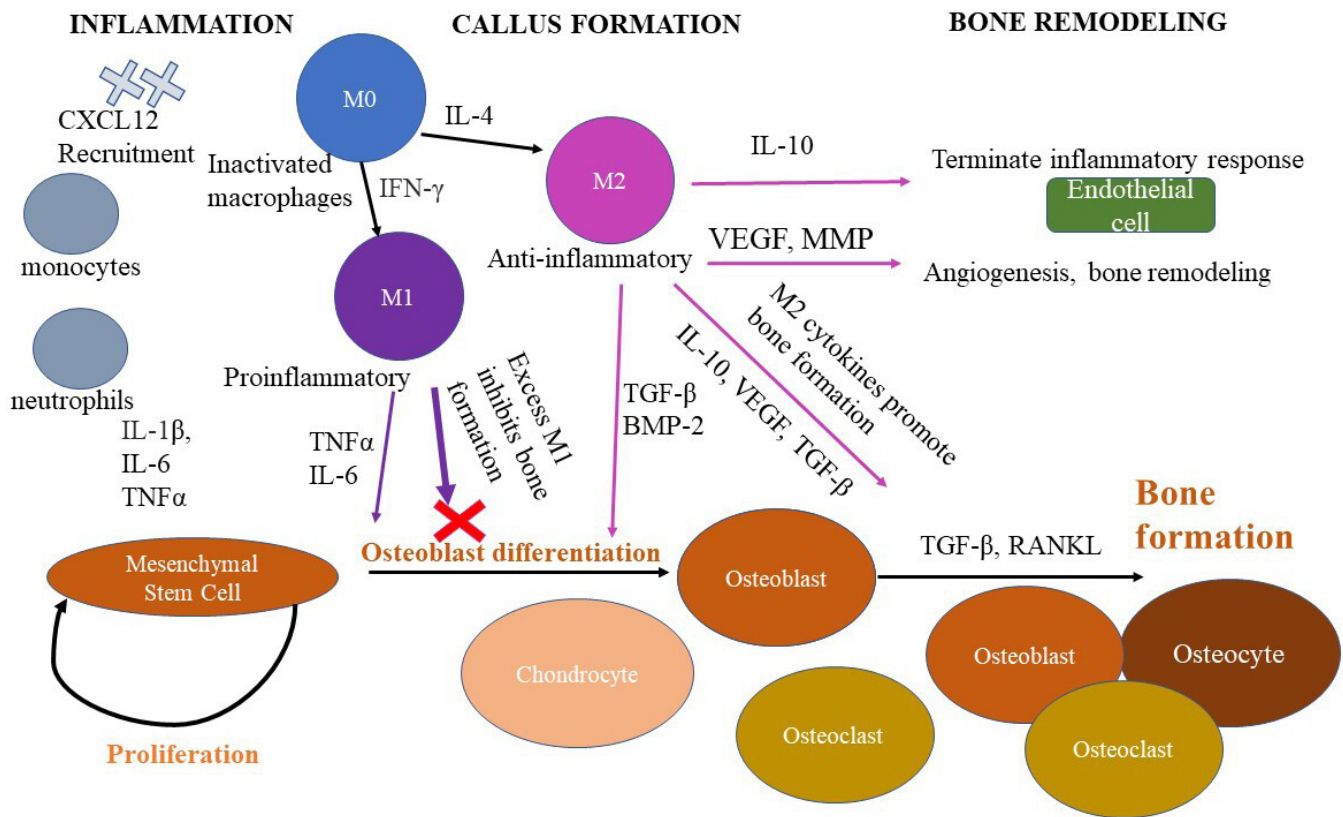 INFLAMMATION
CALLUS FORMATION
BONE REMODELING
CXCL12
Recruitment
monocytes
neutrophils
IL-1β,
IL-6
TNFα
M0
Inactivated
macrophages
IL-4
IFN-γ
M1
Proinflammatory
TNFα
IL-6
Excess M1
inhibits bone
formation
M2
Anti-inflammatory
IL-10
Terminate inflammatory response
Endothelial
cell
VEGF, MMP
Angiogenesis, bone remodeling
M2 cytokines promote
bone formation
IL-10, VEGF, TGF-β
TGF-β
BMP-2
Mesenchymal
Stem Cell
Proliferation
Osteoblast differentiation
Chondrocyte
Osteoblast
Osteoclast
TGF-β, RANKL
Bone
formation
Osteoblast
Osteocyte
Osteoclast